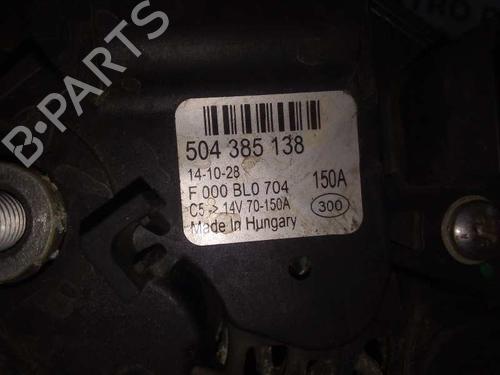 B-PARTS
504 385 138
14-10-28
F 000 BL0 704 150A
C5 -> 14V 70-150A 300
Made In Hungary